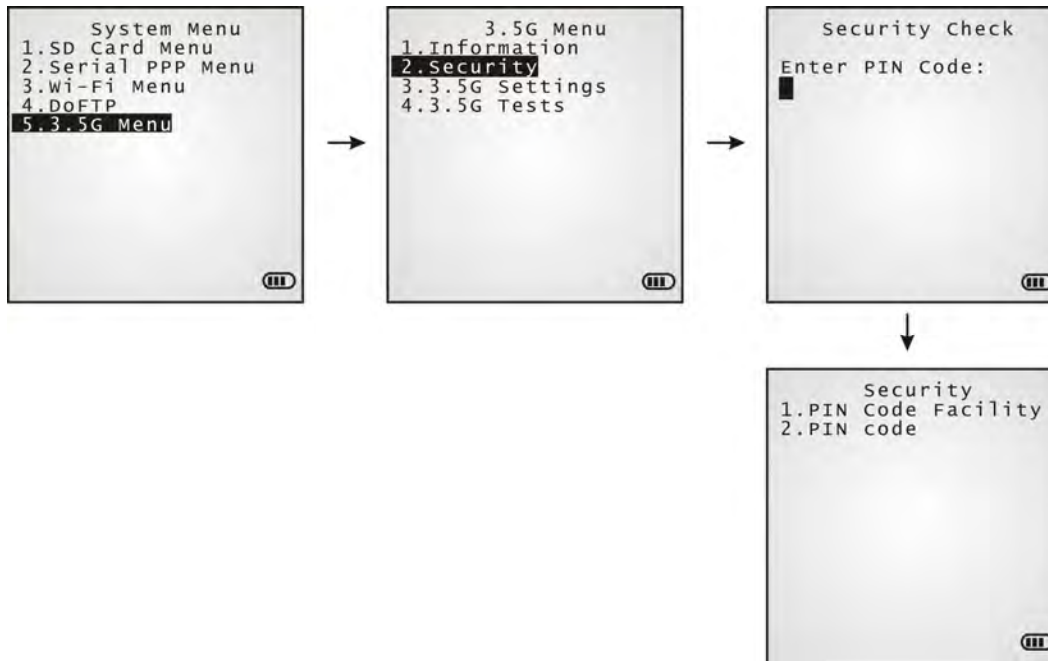 System Menu
1.SD Card Menu
2.Serial PPP Menu
3.Wi-Fi Menu
4.DoFTP
5.3.5G Menu
3.5G Menu
1.Information
2.Security
3.3.5G Settings
4.3.5G Tests
Security Check
Enter PIN Code:
Security
1.PIN Code Facility
2.PIN code